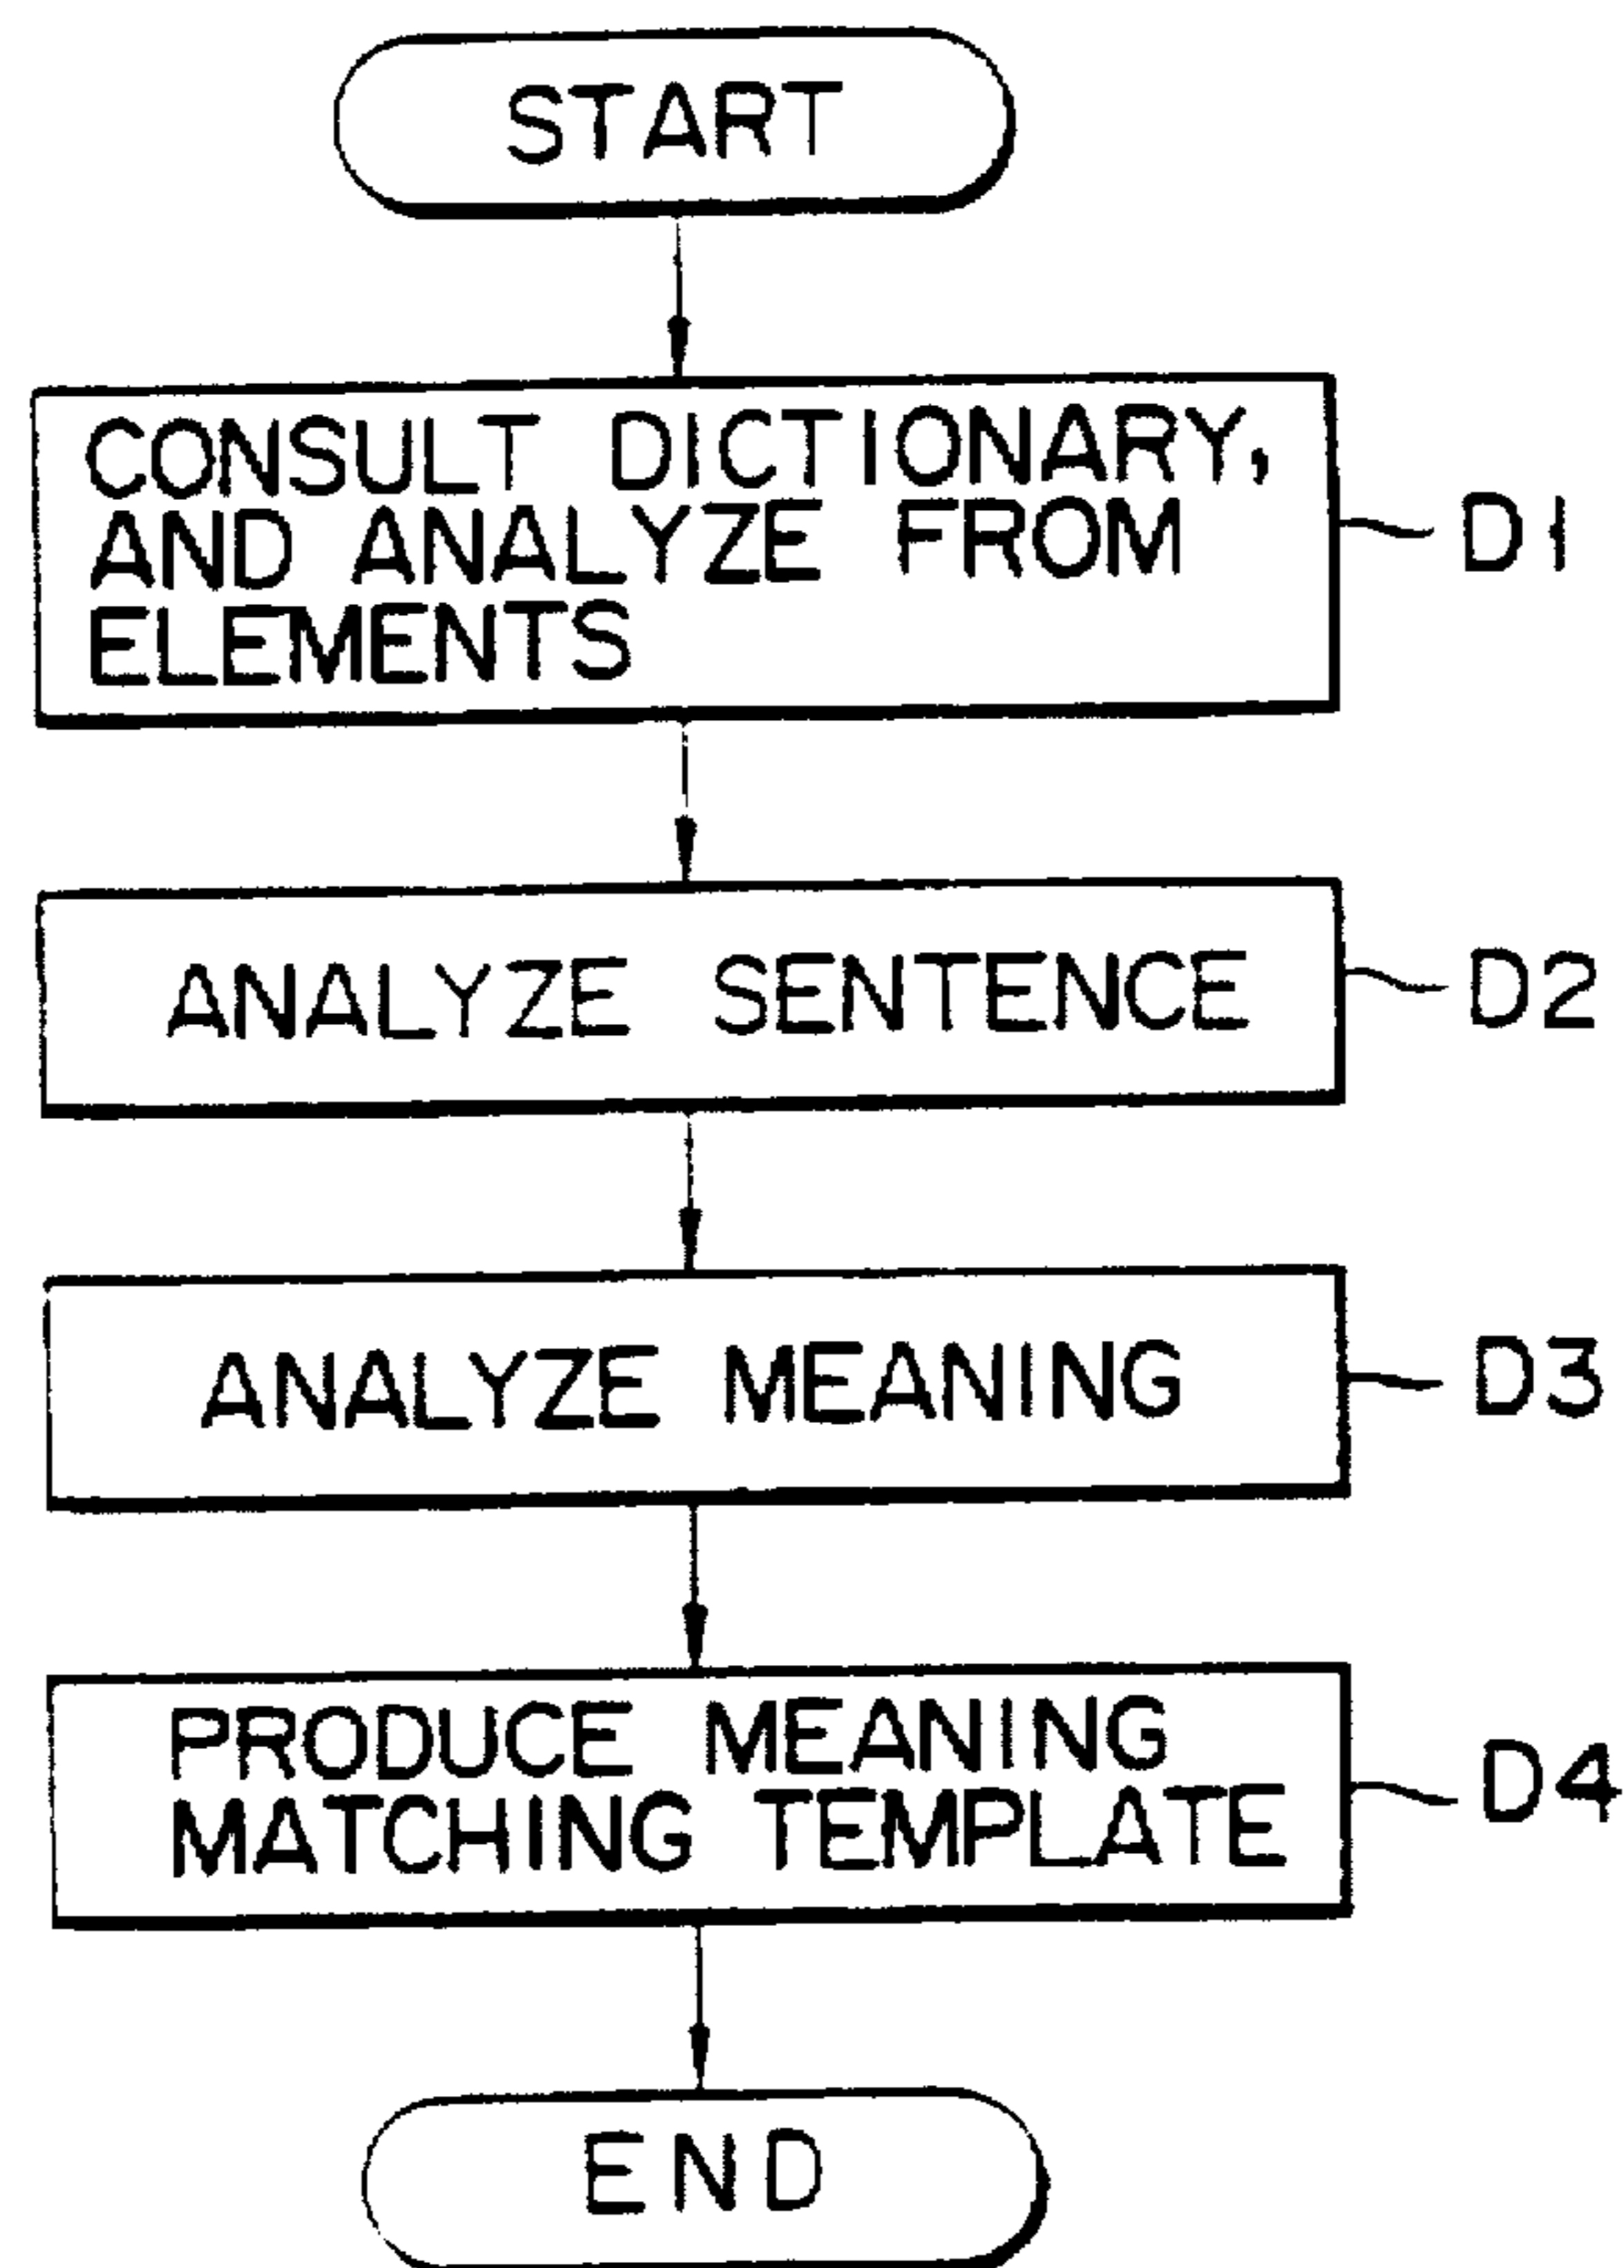 START
CONSULT DICTIONARY,
AND ANALYZE FROM
ELEMENTS
D1
ANALYZE SENTENCE
D2
ANALYZE MEANING
D3
PRODUCE MEANING
MATCHING TEMPLATE
D4
END